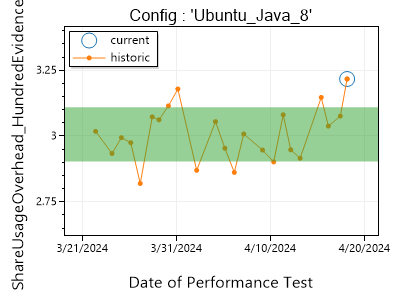 Config : 'Ubuntu_Java_8'
ShareUsageOverhead_HundredEvidence
current
historic
3.25
3
2.75
3/21/2024
3/31/2024
4/10/2024
4/20/2024
Date of Performance Test